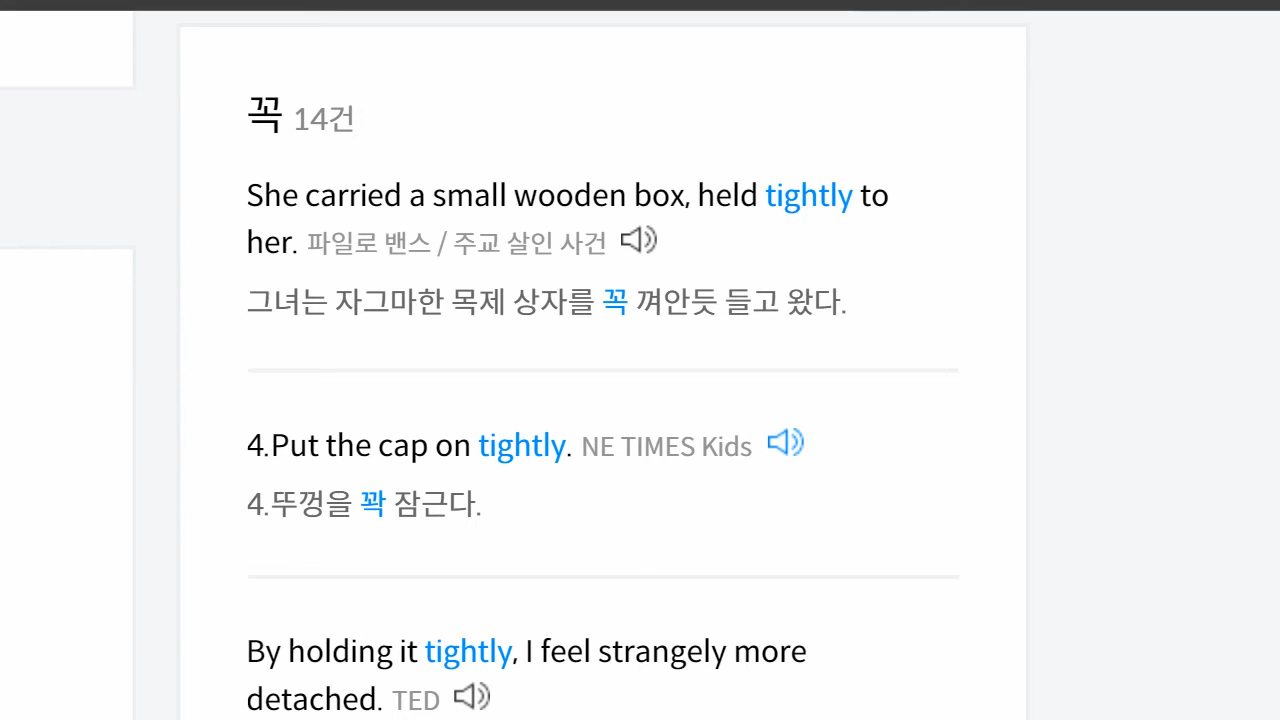 꼭 14건
She carried a small wooden box, held tightly to
her. 파일로 밴스 / 주교 살인 사건
그녀는 자그마한 목제 상자를 꼭 껴안듯 들고 왔다.
4.Put the cap on tightly. NE TIMES Kids
4.뚜껑을 꽉 잠근다.
By holding it tightly, I feel strangely more
detached. TED